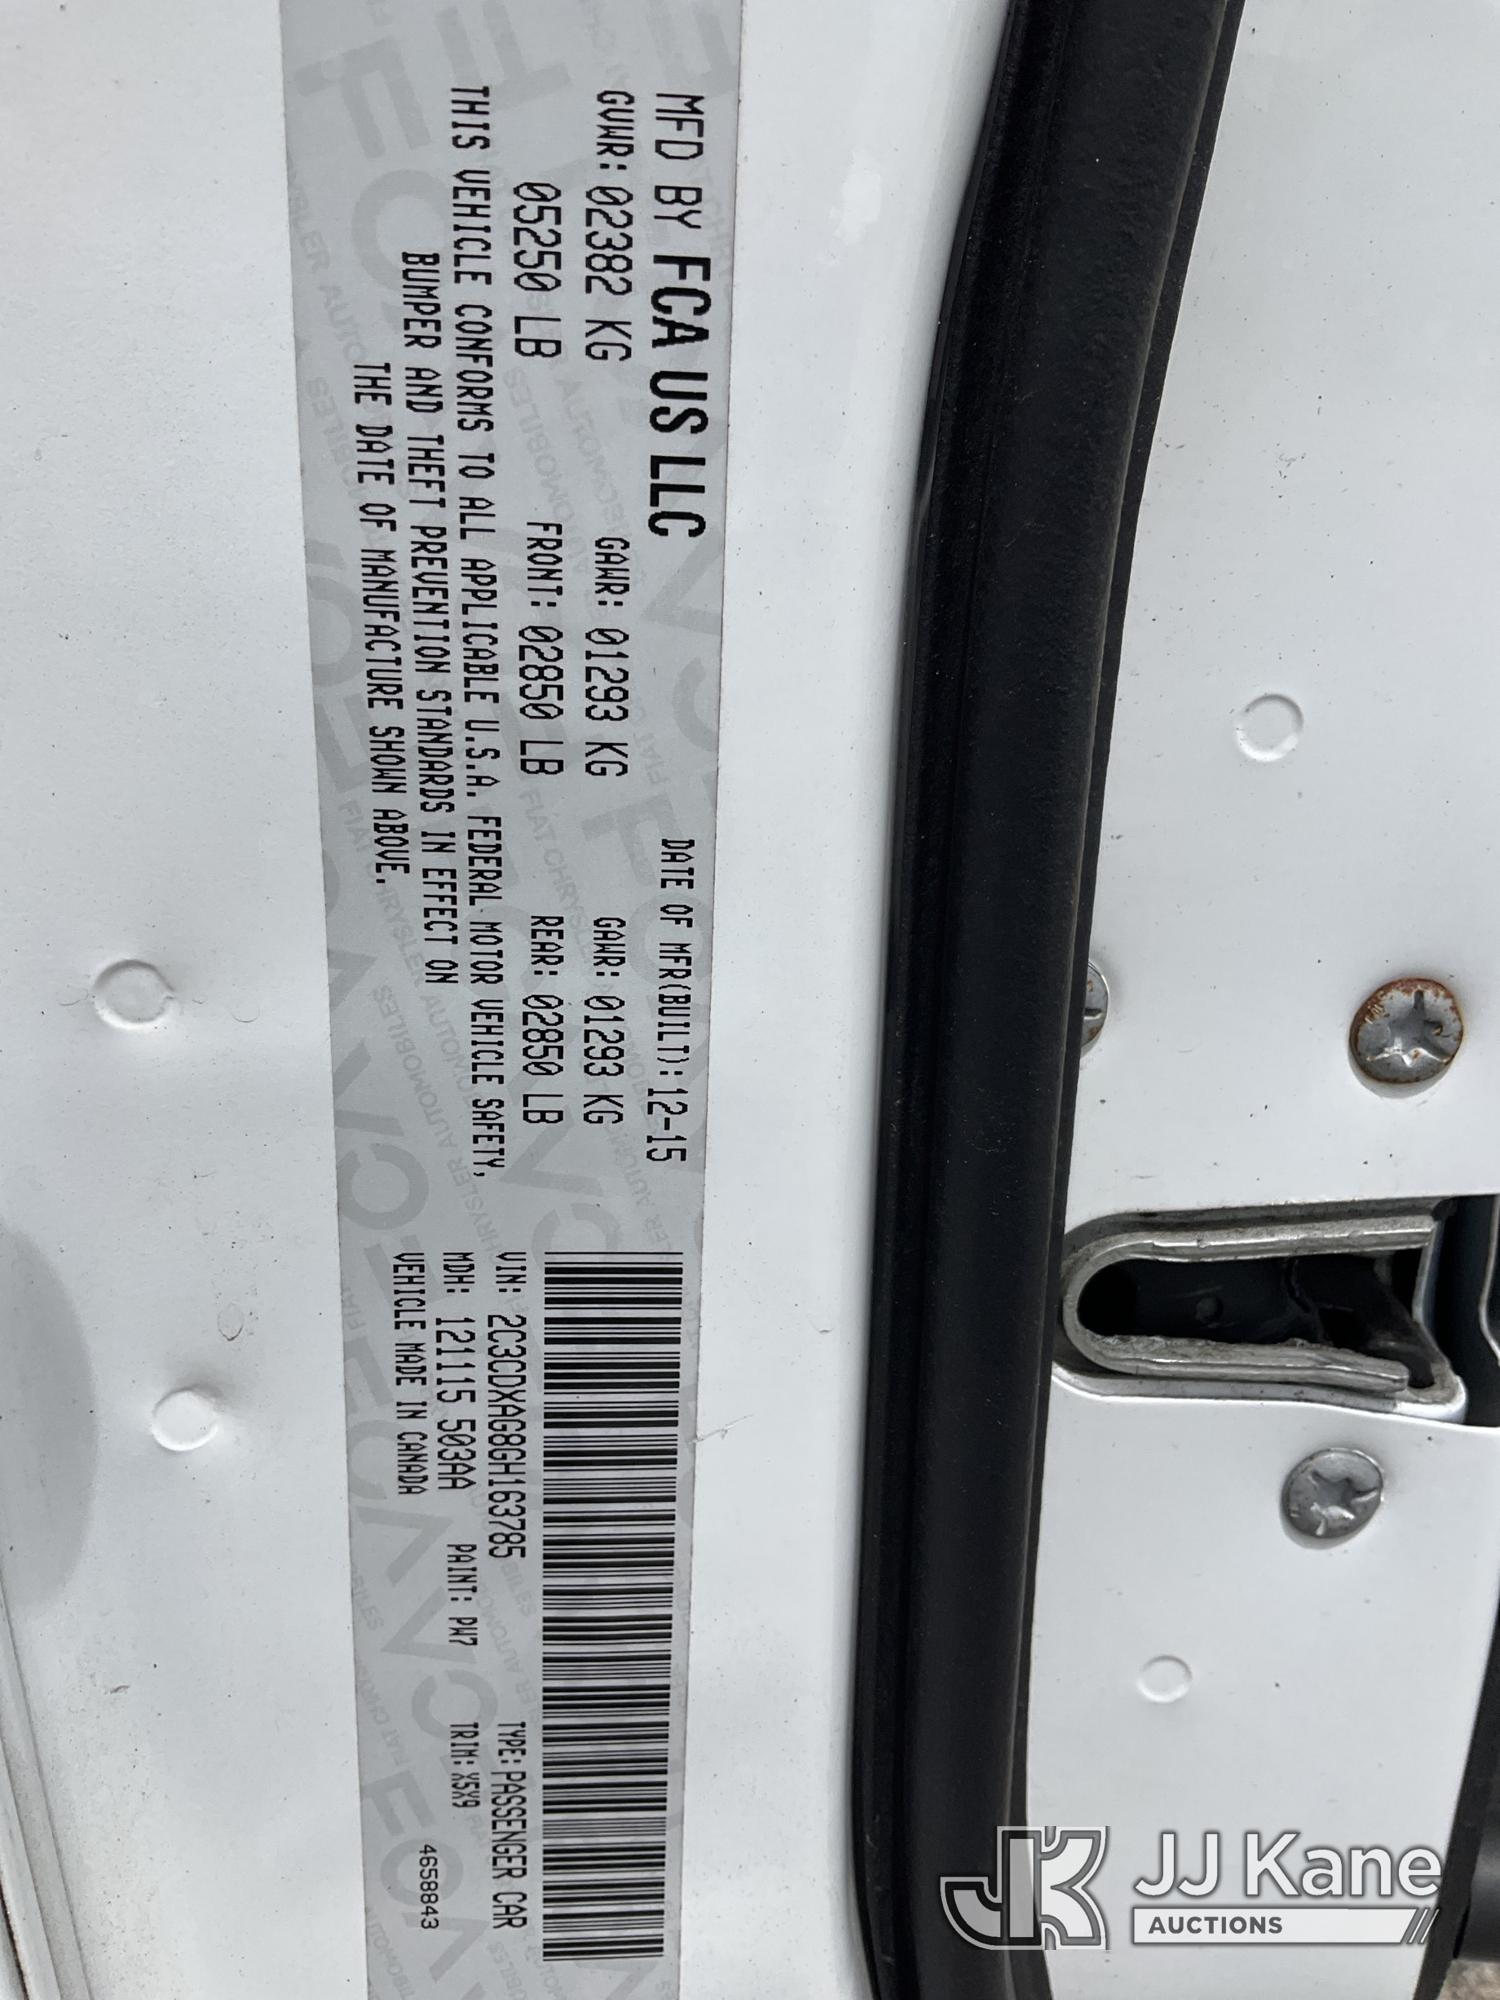 MFD BY FCA US LLC
DATE OF MFR(BUILT): 12-15
GVWR: 02382 KG
GAWR: 01293 KG
GAWR: 01293 KG
05250 LB
FRONT: 02850 LB
REAR: 02850 LB
THIS VEHICLE CONFORMS TO ALL APPLICABLE U.S.A. FEDERAL MOTOR VEHICLE SAFETY,
BUMPER AND THEFT PREVENTION STANDARDS IN EFFECT ON
THE DATE OF MANUFACTURE SHOWN ABOVE.
VIN: 2C3CDXAG8GH163785
TYPE: PASSENGER CAR
MDH: 121115 503AA
PAINT: PW7
TRIM: X5X9
VEHICLE MADE IN CANADA
4658843
JK JJ Kane
AUCTIONS